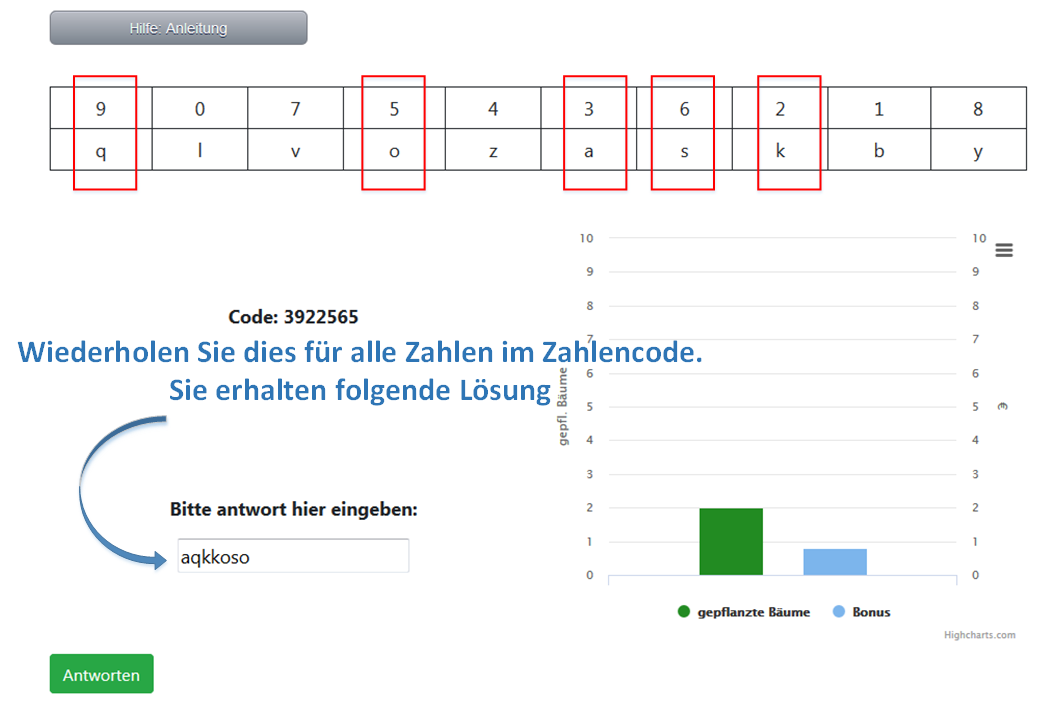 Hilfe: Anleitung
9 0 7 5 4 3 6 2 1 8
q l v o z a s k b y
Code: 3922565
Wiederholen Sie dies für alle Zahlen im Zahlencode.
Sie erhalten folgende Lösung
Bitte antwort hier eingeben:
aqkkoso
Antworten
10 10
9 9
8 8
7 7
6 6
5 5
4 4
3 3
2 2
1 1
0 0
gepfl. Bäume
€
gepflanzte Bäume Bonus
Highcharts.com